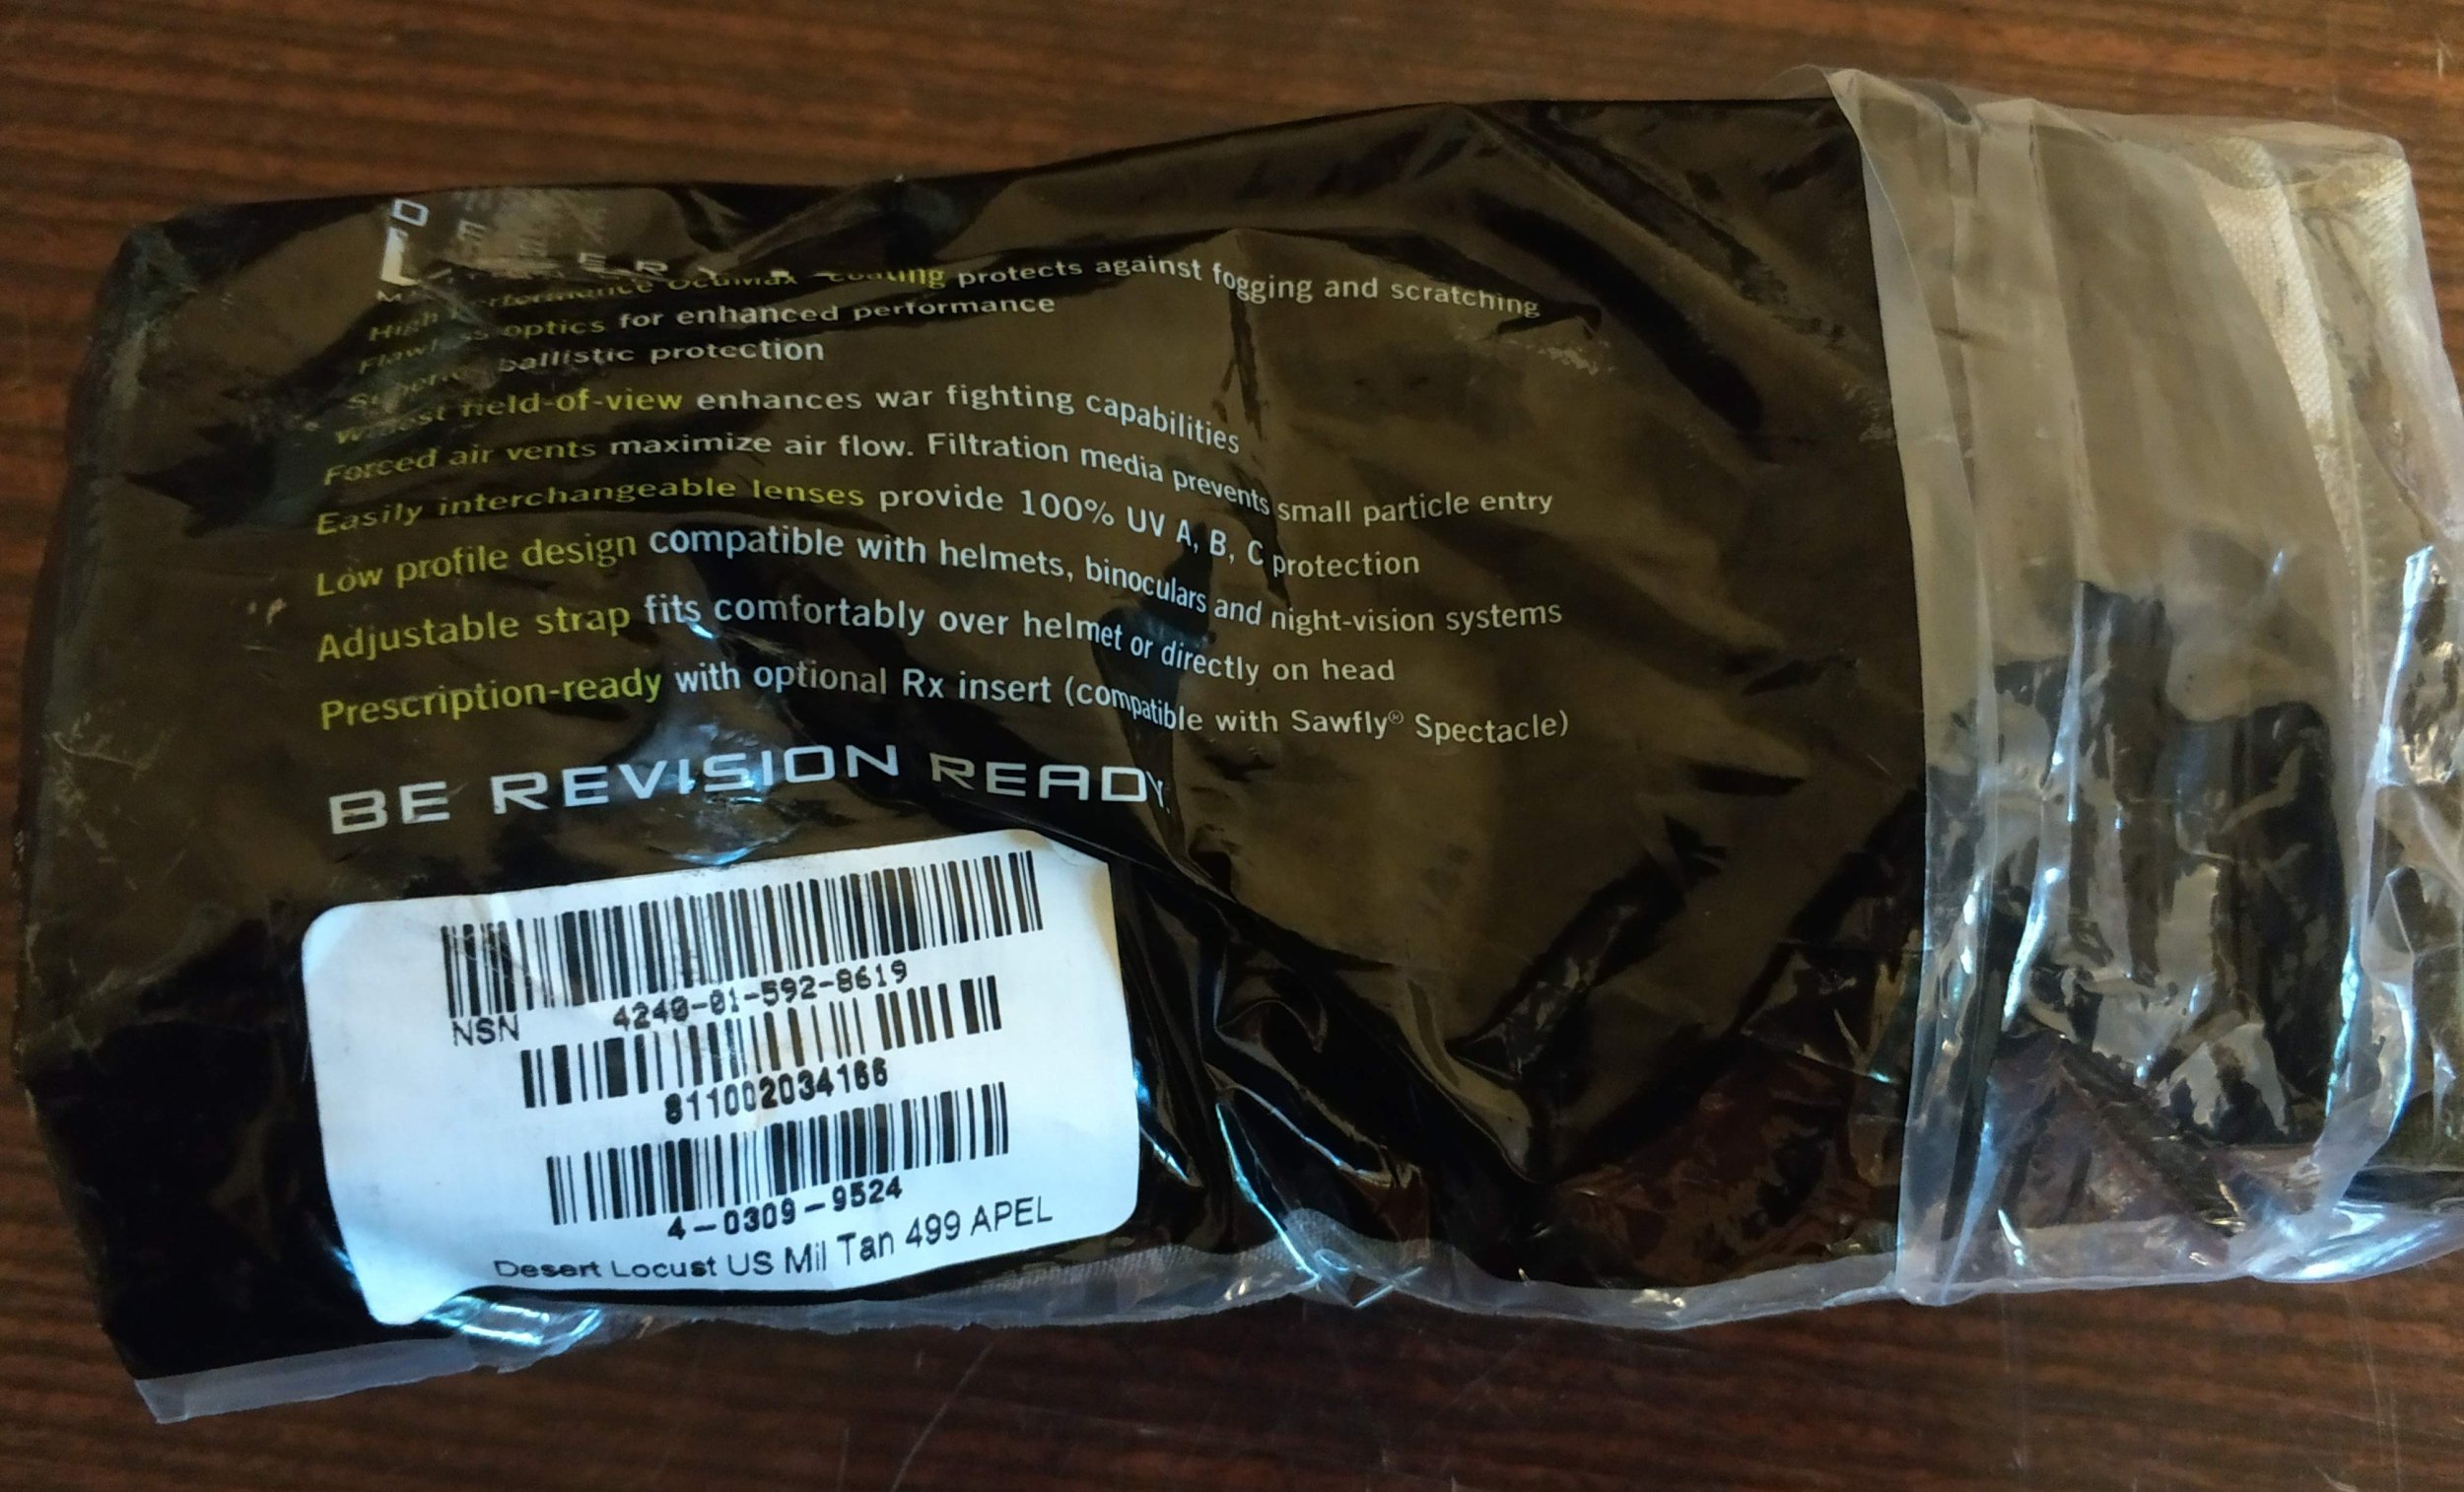 coating protects against fogging and scratching
optics for enhanced performance
ballistic protection
field-of-view enhances war fighting capabilities
Forced air vents maximize air flow. Filtration media prevents small particle entry
Easily interchangeable lenses provide 100% UV A, B, C protection
Low profile design compatible with helmets, binoculars and night-vision systems
Adjustable strap fits comfortably over helmet or directly on head
Prescription-ready with optional Rx insert (compatible with Sawfly® Spectacle)
BE REVISION READY.
NSN 4240-01-592-8619
811002034166
4-0309-9524
Desert Locust US Mil Tan 499 APEL